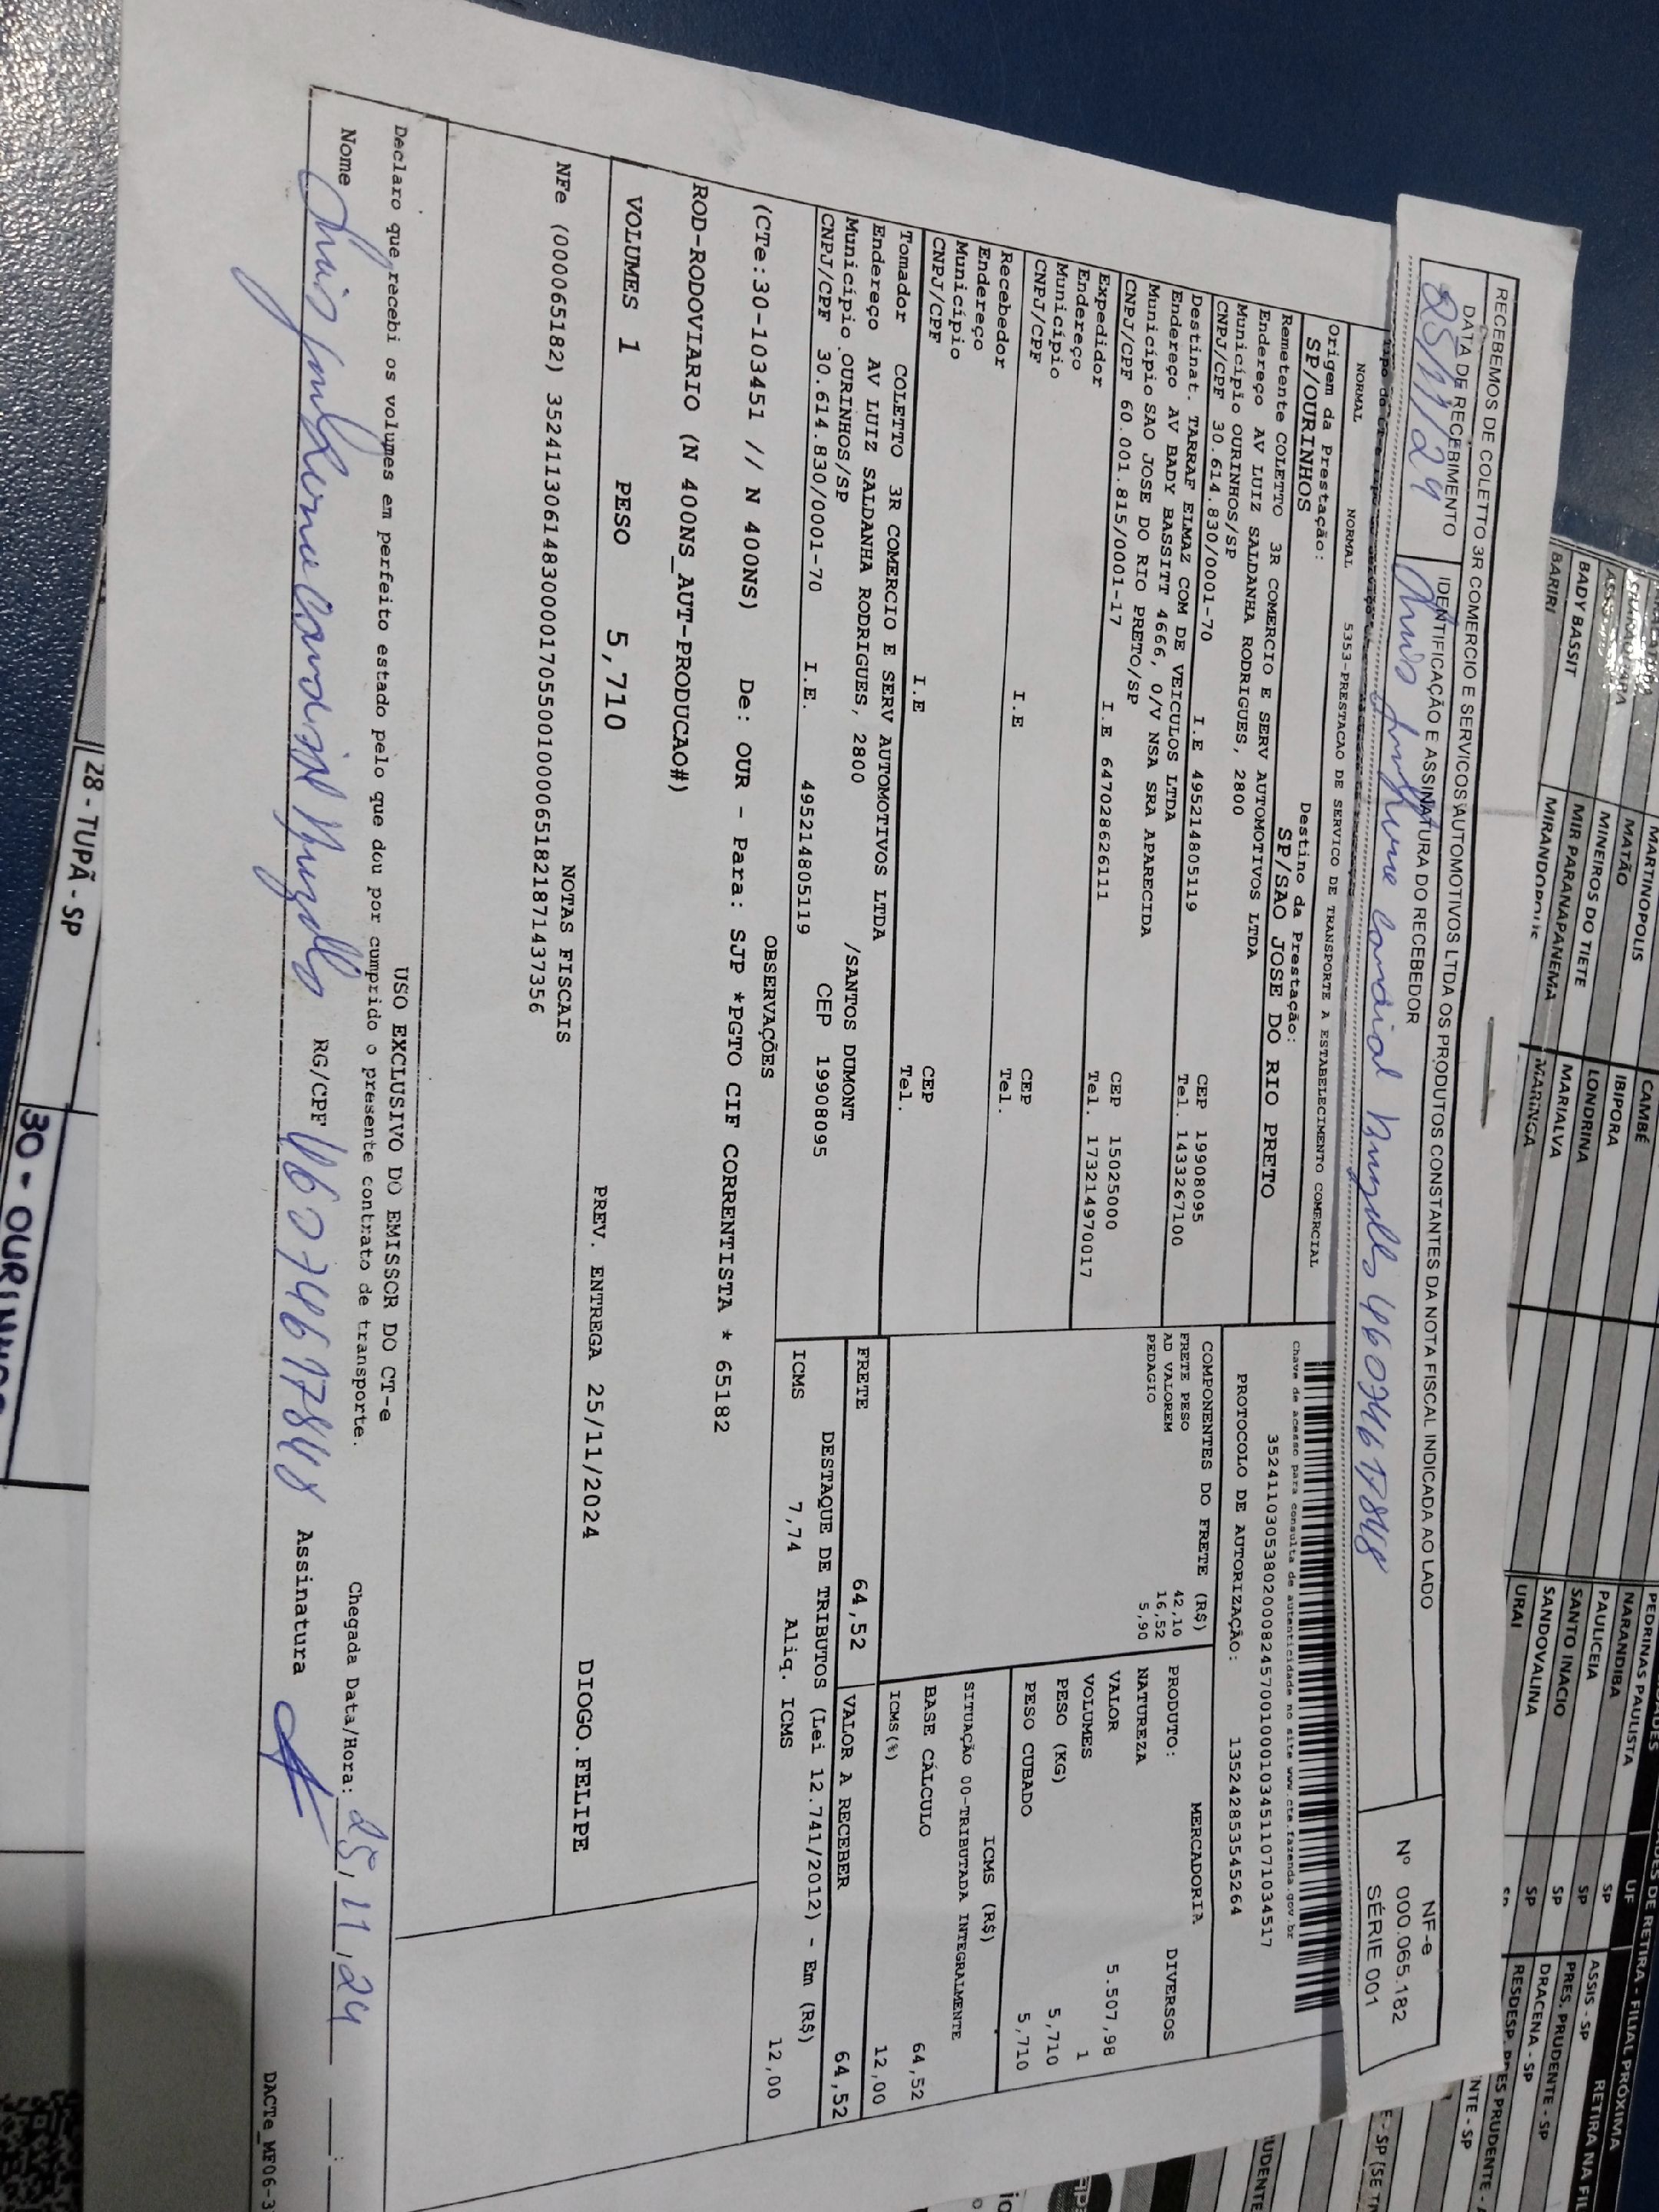 RECEBEMOS DE COLETTO 3R COMERCIO E SERVICOS AUTOMOTIVOS LTDA OS PRODUTOS CONSTANTES DA NOTA FISCAL INDICADA AO LADO
DATA DE RECEBIMENTO
25/11/24
IDENTIFICAÇÃO E ASSINATURA DO RECEBEDOR
46074617848
NF-e
Nº 000.065.182
SÉRIE 001
NORMAL NORMAL 5353-PRESTACAO DE SERVICO DE TRANSPORTE A ESTABELECIMENTO COMERCIAL
Origem da Prestação: Destino da Prestação:
SP/OURINHOS SP/SAO JOSE DO RIO PRETO
Remetente COLETTO 3R COMERCIO E SERV AUTOMOTIVOS LTDA
Endereço AV LUIZ SALDANHA RODRIGUES, 2800
Município OURINHOS/SP CEP 19908095
CNPJ/CPF 30.614.830/0001-70 I.E 495214805119 Tel. 1433267100
Destinat. TARRAF ELMAZ COM DE VEICULOS LTDA
Endereço AV BADY BASSITT 4666, 0/V NSA SRA APARECIDA
Município SAO JOSE DO RIO PRETO/SP CEP 15025000
CNPJ/CPF 60.001.815/0001-17 I.E 647028626111 Tel. 173214970017
Expedidor
Endereço
Município CEP
CNPJ/CPF I.E Tel.
Recebedor
Endereço
Município CEP
CNPJ/CPF I.E Tel.
Tomador COLETTO 3R COMERCIO E SERV AUTOMOTIVOS LTDA
Endereço AV LUIZ SALDANHA RODRIGUES, 2800 /SANTOS DUMONT
Município OURINHOS/SP CEP 19908095
CNPJ/CPF 30.614.830/0001-70 I.E. 495214805119
Chave de acesso para consulta de autenticidade no site www.cte.fazenda.gov.br
35241103053802000824570010001034511071034517
PROTOCOLO DE AUTORIZAÇÃO: 135242853545264
COMPONENTES DO FRETE (R$)
FRETE PESO 42,10
AD VALOREM 16,52
PEDAGIO 5,90
MERCADORIA
PRODUTO: DIVERSOS
NATUREZA
VALOR 5.507,98
VOLUMES 1
PESO (KG) 5,710
PESO CUBADO 5,710
ICMS (R$)
SITUAÇÃO 00-TRIBUTADA INTEGRALMENTE
BASE CÁLCULO 64,52
ICMS(%) 12,00
FRETE 64,52 VALOR A RECEBER 64,52
DESTAQUE DE TRIBUTOS (Lei 12.741/2012) - Em (R$)
ICMS 7,74 Aliq. ICMS 12,00
OBSERVAÇÕES
(CTe:30-103451 // N 400NS) De: OUR - Para: SJP *PGTO CIF CORRENTISTA * 65182
ROD-RODOVIARIO (N 400NS_AUT-PRODUCAO#)
VOLUMES 1 PESO 5,710 PREV. ENTREGA 25/11/2024 DIOGO.FELIPE
NOTAS FISCAIS
NFe (000065182) 35241130614830000170550010000651821871437356
USO EXCLUSIVO DO EMISSOR DO CT-e
Declaro que recebi os volumes em perfeito estado pelo que dou por cumprido o presente contrato de transporte.
Chegada Data/Hora: 25/11/24
Nome RG/CPF 46074617848 Assinatura
28 - TUPÃ - SP
MARTINOPOLIS
MATÃO
MINEIROS DO TIETE
MIR PARANAPANEMA
BADY BASSIT
BARIRI
CAMBÉ
IBIPORA
LONDRINA
MARIALVA
MARINGA
PEDRINAS PAULISTA
NARANDIBA
PAULICEIA
SANTO INACIO
SANDOVALINA
URAI
UF
SP
SP
SP
SP
ADES DE RETIRA - FILIAL PRÓXIMA
ASSIS - SP
PRES. PRUDENTE - SP
DRACENA - SP